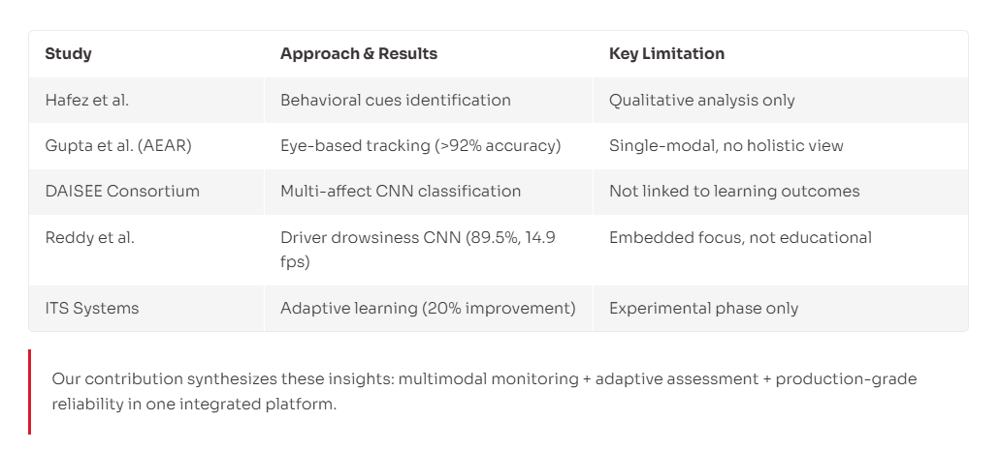 Study Approach & Results Key Limitation
Hafez et al. Behavioral cues identification Qualitative analysis only
Gupta et al. (AEAR) Eye-based tracking (>92% accuracy) Single-modal, no holistic view
DAISEE Consortium Multi-affect CNN classification Not linked to learning outcomes
Reddy et al. Driver drowsiness CNN (89.5%, 14.9 Embedded focus, not educational
fps)
ITS Systems Adaptive learning (20% improvement) Experimental phase only
Our contribution synthesizes these insights: multimodal monitoring + adaptive assessment + production-grade
reliability in one integrated platform.